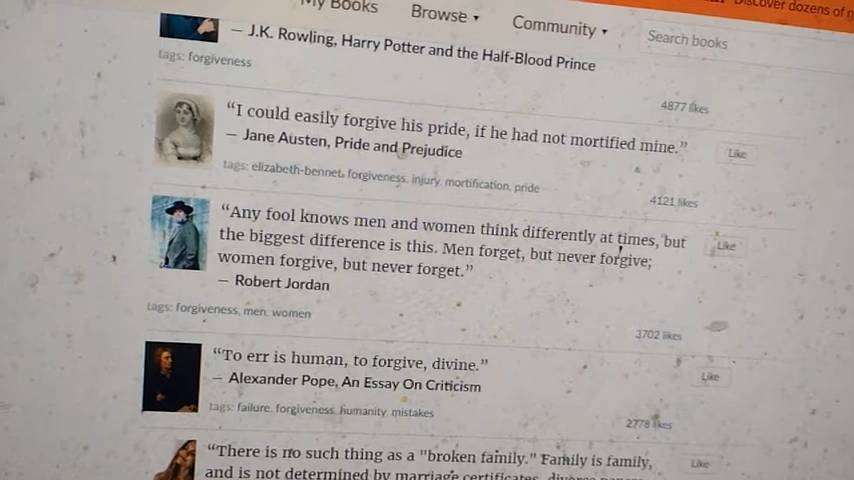 Discover dozens of
My Books Browse ▾ Community ▾ Search books
― J.K. Rowling, Harry Potter and the Half-Blood Prince
tags: forgiveness
4877 likes
“I could easily forgive his pride, if he had not mortified mine.”
― Jane Austen, Pride and Prejudice
Like
tags: elizabeth-bennet, forgiveness, injury, mortification, pride
4121 likes
“Any fool knows men and women think differently at times, but
the biggest difference is this. Men forget, but never forgive;
women forgive, but never forget.”
― Robert Jordan
Like
tags: forgiveness, men, women
3702 likes
“To err is human, to forgive, divine.”
― Alexander Pope, An Essay On Criticism
Like
tags: failure, forgiveness, humanity, mistakes
2778 likes
“There is no such thing as a "broken family." Family is family,
and is not determined by marriage certificates, divorce papers,
Like